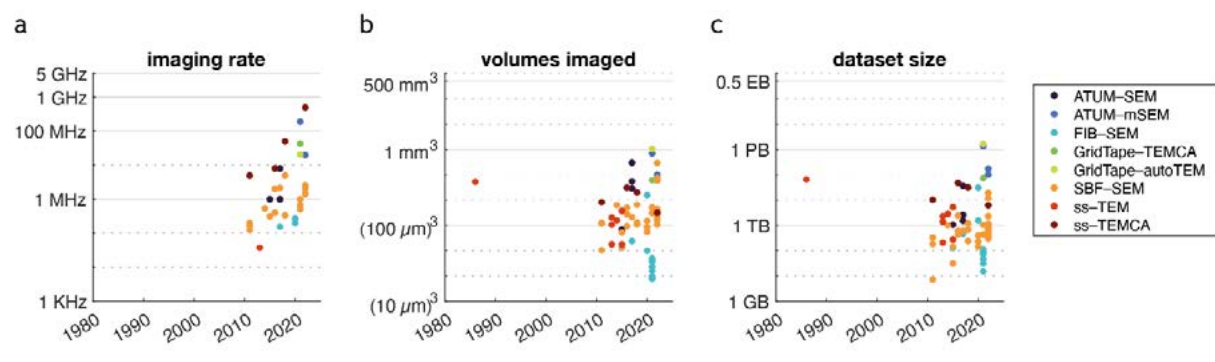 a
imaging rate
5 GHz
1 GHz
100 MHz
1 MHz
1 KHz
1980
1990
2000
2010
2020
b
volumes imaged
500 mm³
1 mm³
(100 µm)³
(10 µm)³
1980
1990
2000
2010
2020
c
dataset size
0.5 EB
1 PB
1 TB
1 GB
1980
1990
2000
2010
2020
ATUM–SEM
ATUM–mSEM
FIB–SEM
GridTape–TEMCA
GridTape–autoTEM
SBF–SEM
ss–TEM
ss–TEMCA